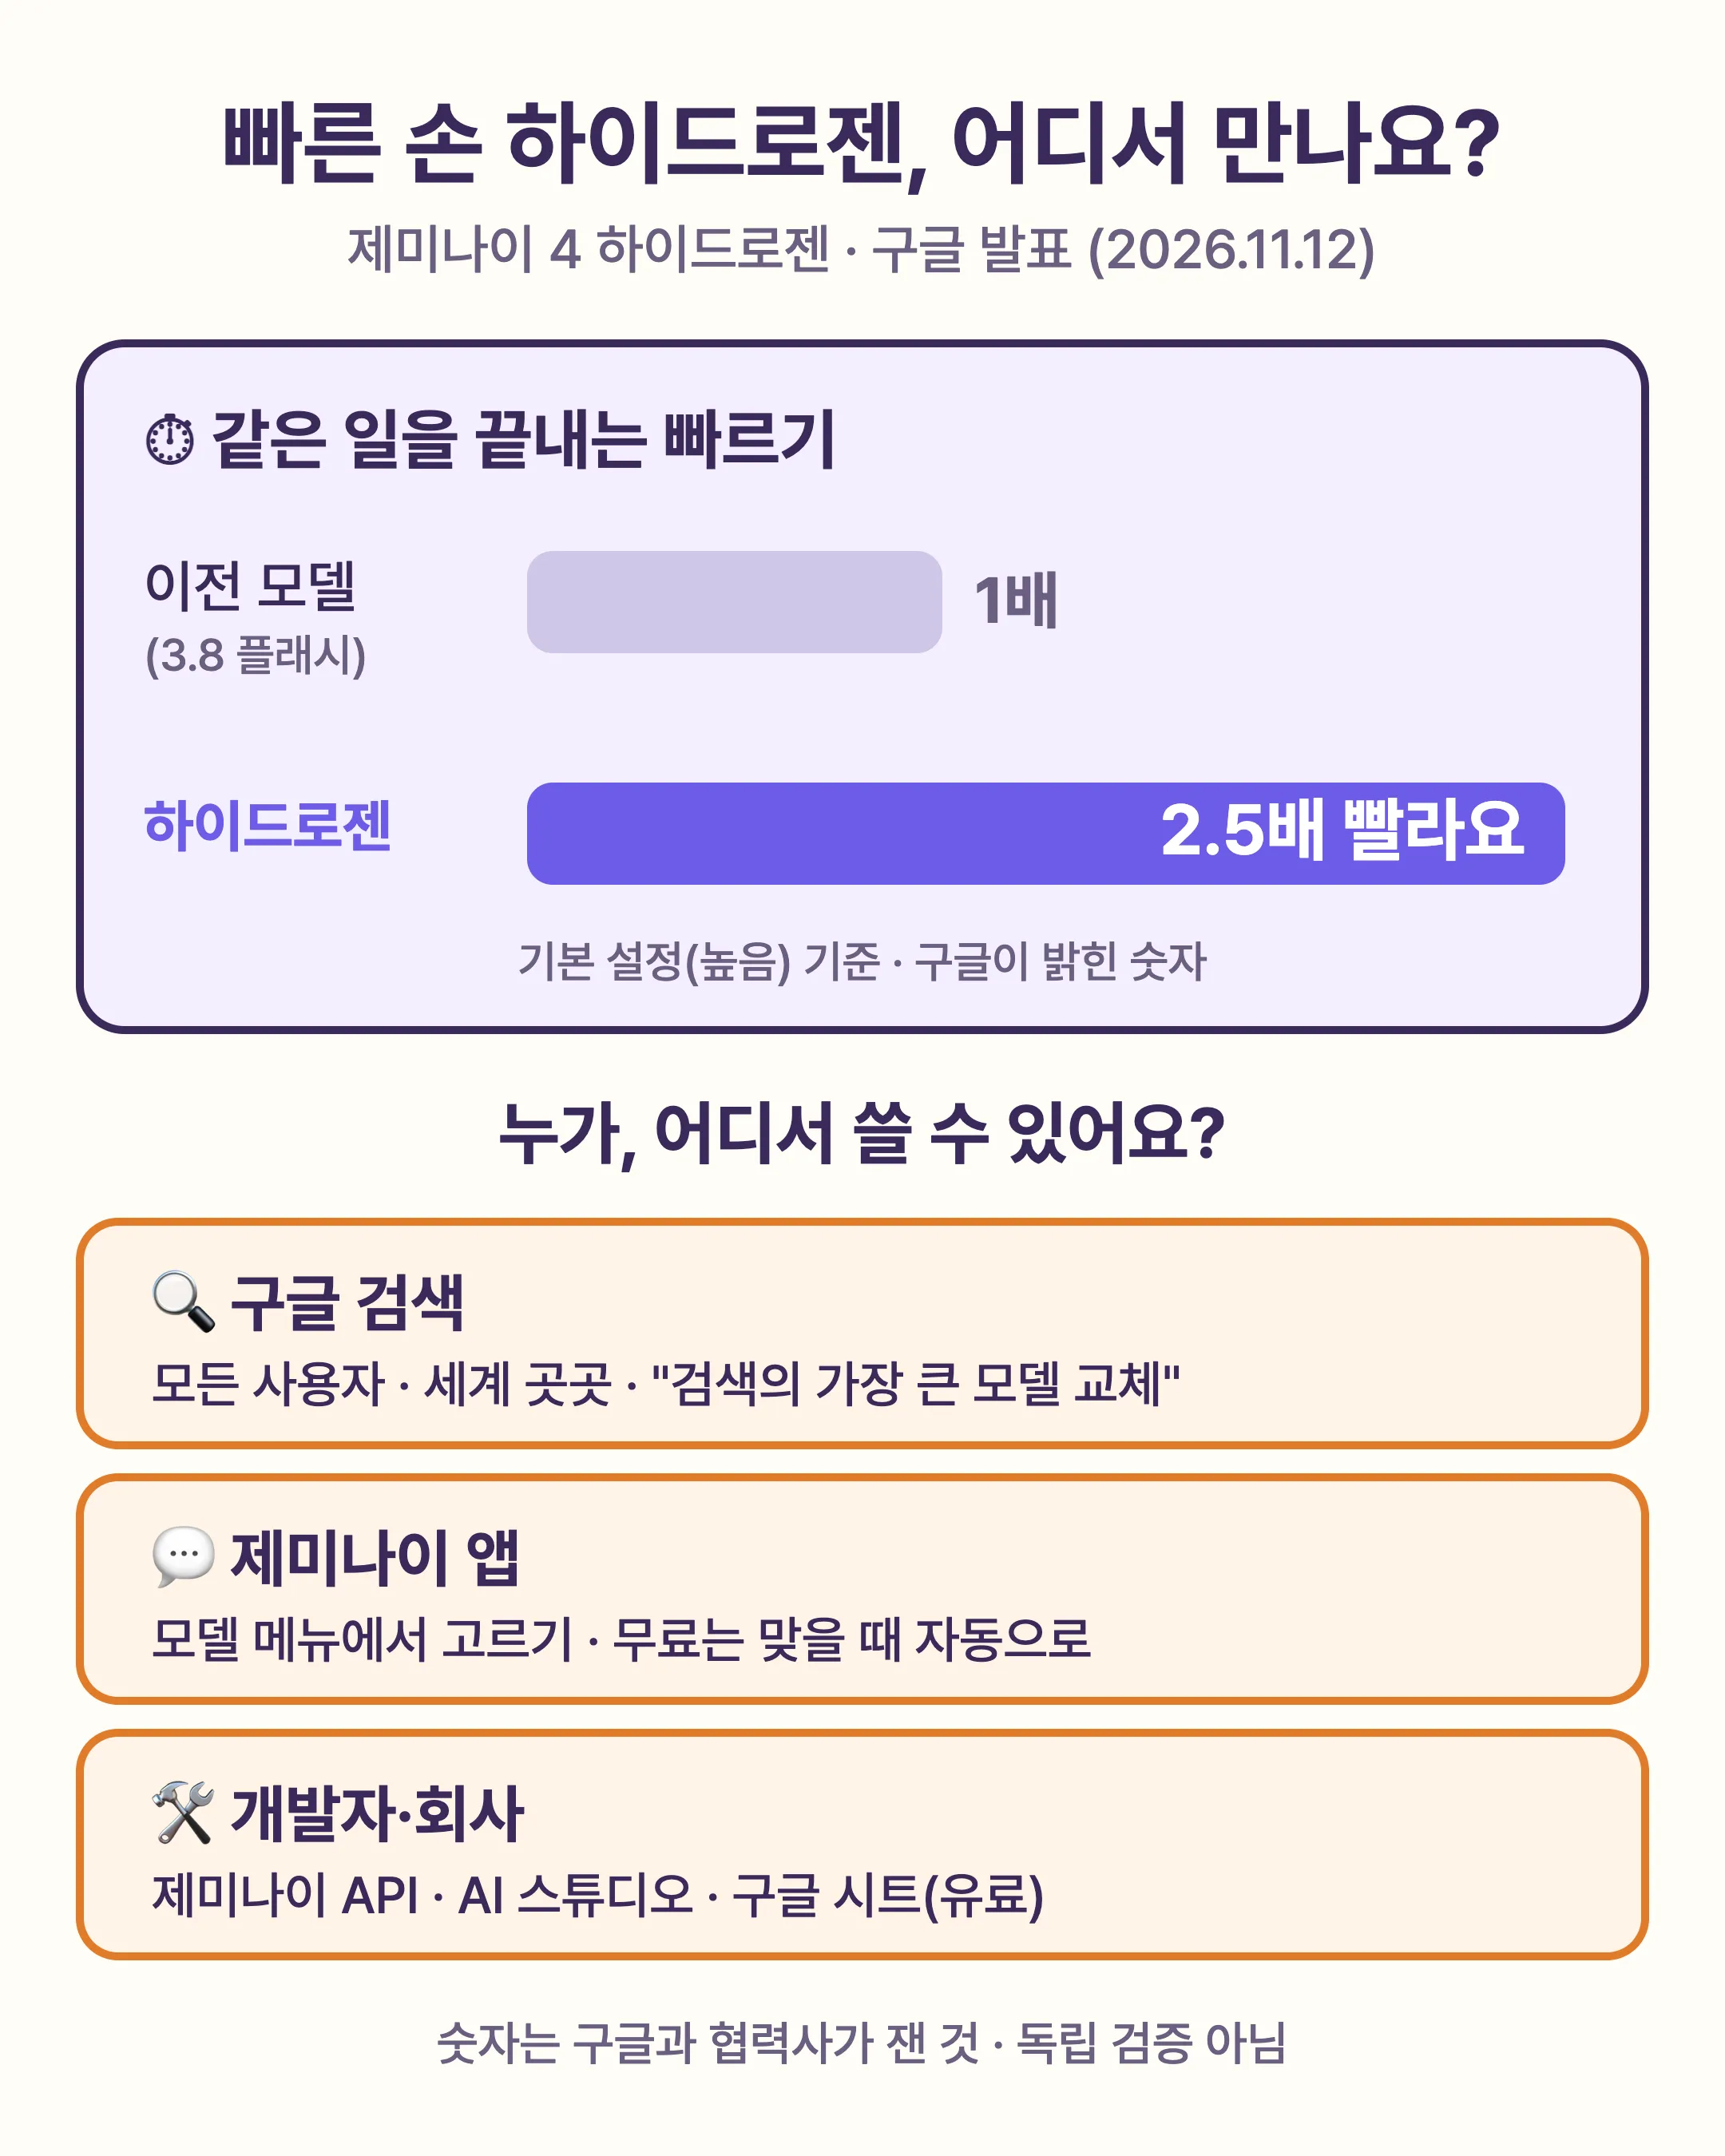 빠른 손 하이드로젠, 어디서 만나요?
제미나이 4 하이드로젠 · 구글 발표 (2026.11.12)
⏱ 같은 일을 끝내는 빠르기
이전 모델
1배
(3.8 플래시)
하이드로젠
2.5배 빨라요
기본 설정(높음) 기준 · 구글이 밝힌 숫자
누가, 어디서 쓸 수 있어요?
🔍 구글 검색
모든 사용자 · 세계 곳곳 · "검색의 가장 큰 모델 교체"
💬 제미나이 앱
모델 메뉴에서 고르기 · 무료는 맞을 때 자동으로
🛠 개발자·회사
제미나이 API · AI 스튜디오 · 구글 시트(유료)
숫자는 구글과 협력사가 잰 것 · 독립 검증 아님